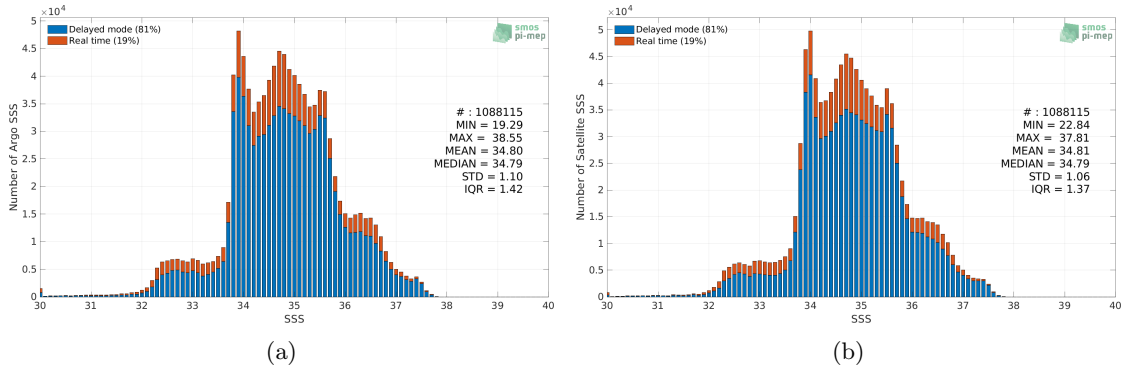 ×10⁴
Delayed mode (81%)
Real time (19%)
smos
pi-mep
# : 1088115
MIN = 19.29
MAX = 38.55
MEAN = 34.80
MEDIAN = 34.79
STD = 1.10
IQR = 1.42
Number of Argo SSS
5
4.5
4
3.5
3
2.5
2
1.5
1
0.5
0
30 31 32 33 34 35 36 37 38 39 40
SSS
(a)
×10⁴
Delayed mode (81%)
Real time (19%)
smos
pi-mep
# : 1088115
MIN = 22.84
MAX = 37.81
MEAN = 34.81
MEDIAN = 34.79
STD = 1.06
IQR = 1.37
Number of Satellite SSS
5
4.5
4
3.5
3
2.5
2
1.5
1
0.5
0
30 31 32 33 34 35 36 37 38 39 40
SSS
(b)